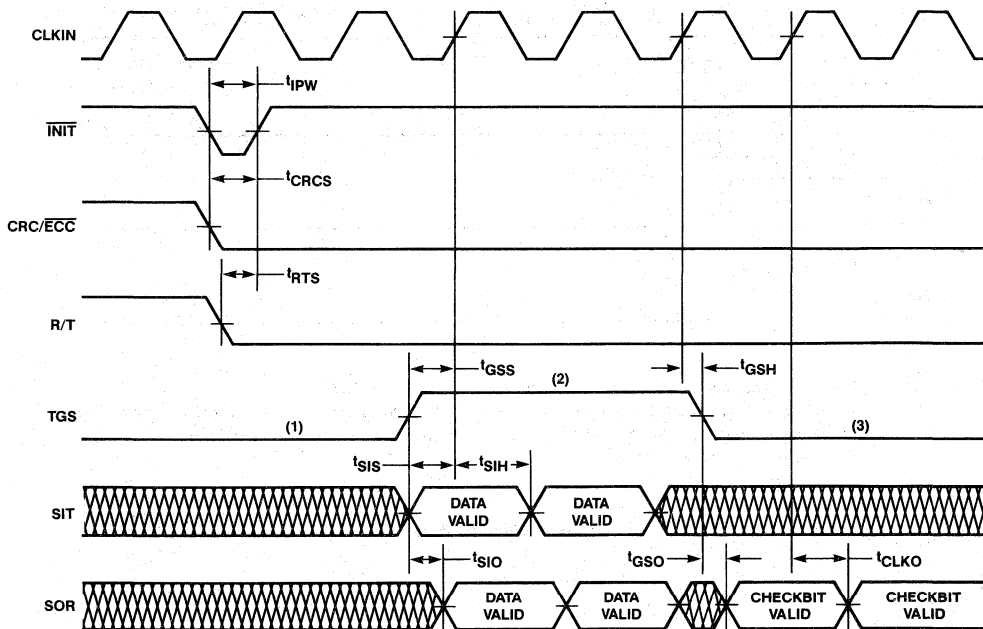 CLKIN
tIPW
INIT
tCRCS
CRC/ECC
tRTS
R/T
tGSS
(2)
tGSH
TGS
(1)
(3)
tSIS
tSIH
SIT
DATA VALID
DATA VALID
tSIO
tGSO
tCLKO
SOR
DATA VALID
DATA VALID
CHECKBIT VALID
CHECKBIT VALID